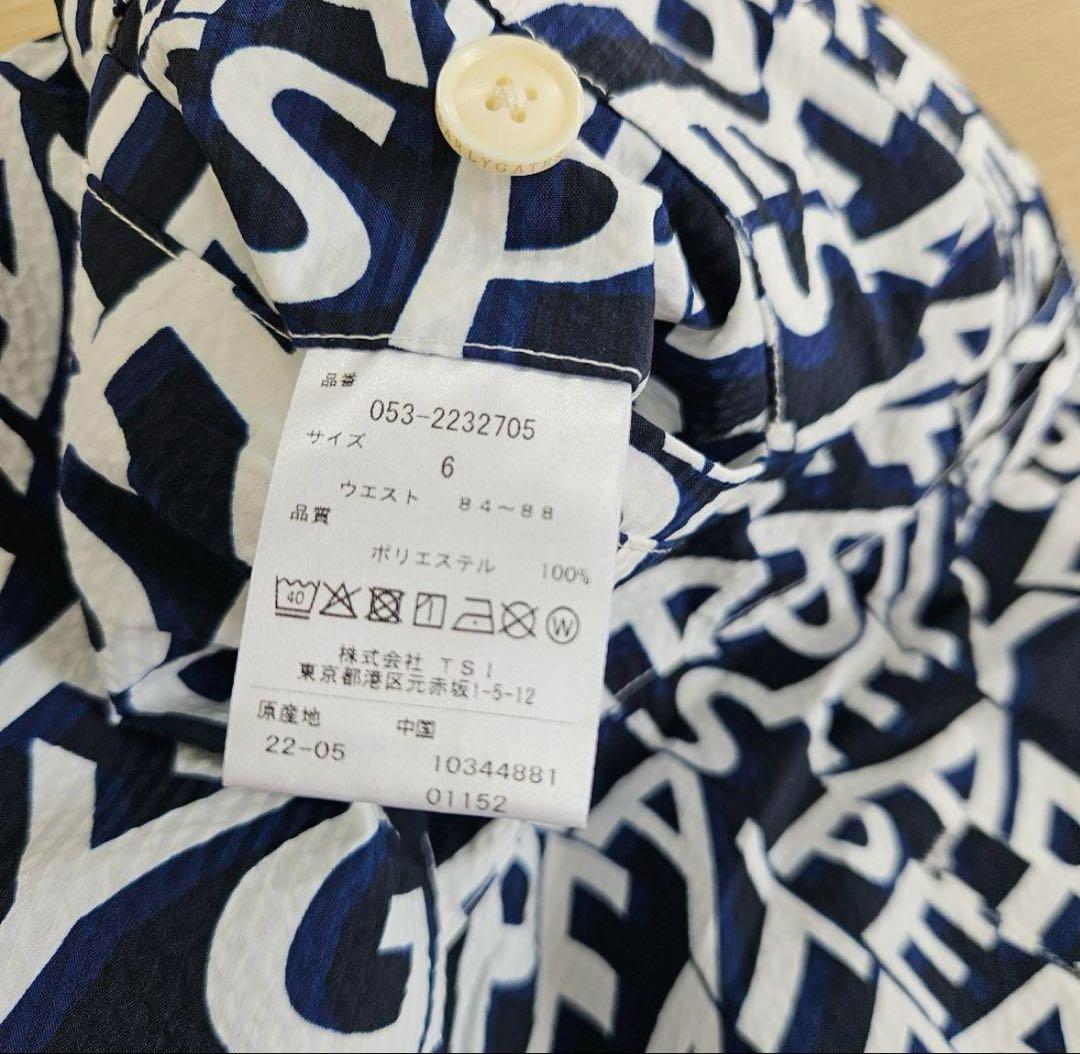 ARLYGATES
品番
053-2232705
サイズ
6
ウエスト 84～88
品質
ポリエステル 100%
40
W
株式会社 TSI
東京都港区元赤坂1-5-12
原産地 中国
22-05
10344881
01152